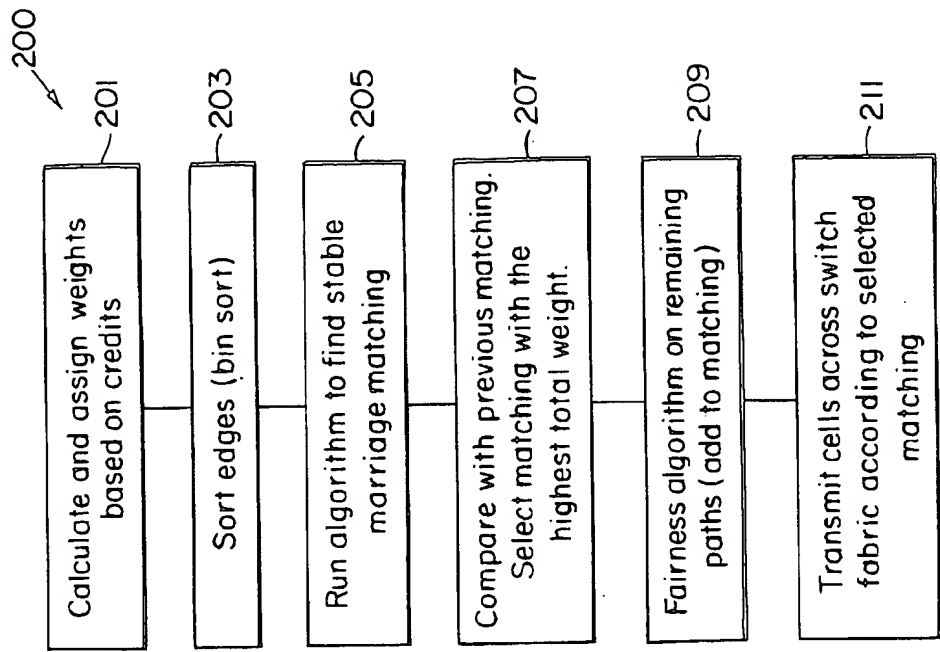 200
Calculate and assign weights
based on credits
201
Sort edges (bin sort)
203
Run algorithm to find stable
marriage matching
205
Compare with previous matching.
Select matching with the
highest total weight.
207
Fairness algorithm on remaining
paths (add to matching)
209
Transmit cells across switch
fabric according to selected
matching
211